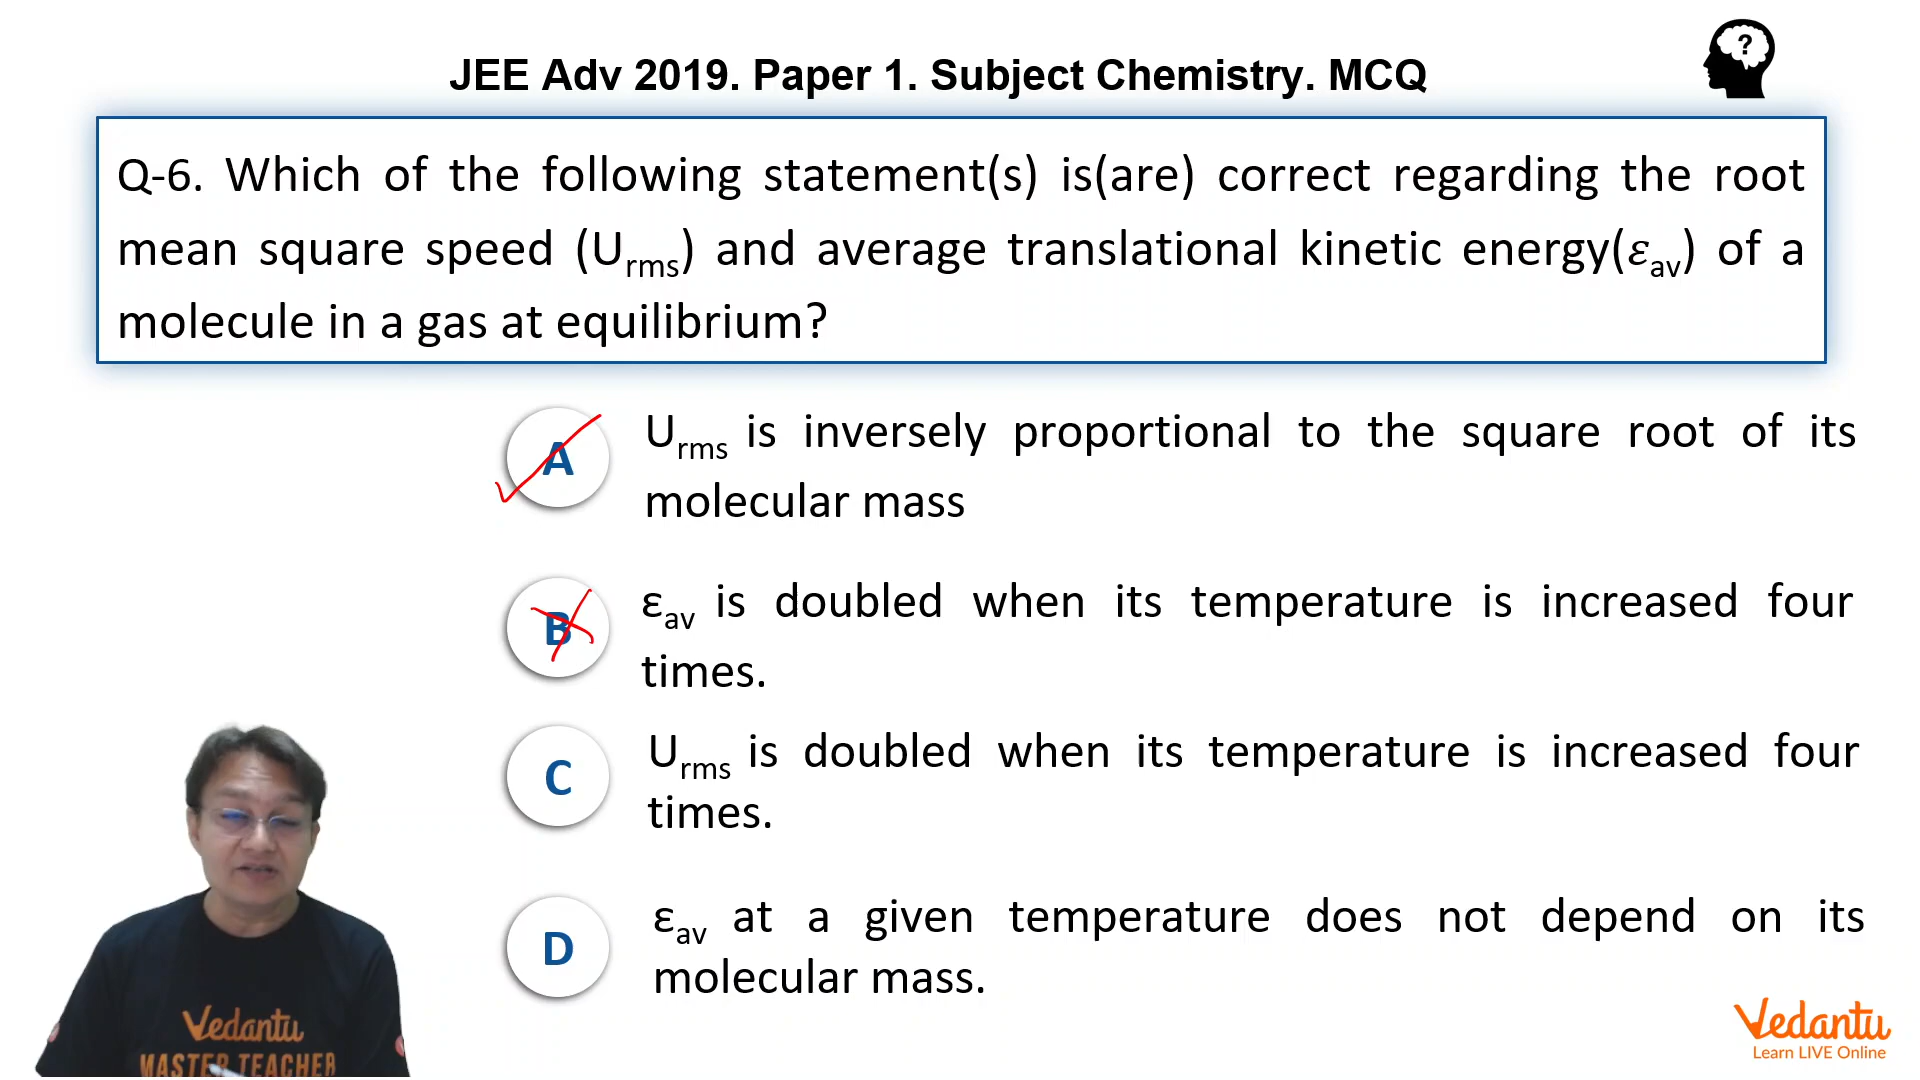 JEE Adv 2019. Paper 1. Subject Chemistry. MCQ
?
Q-6. Which of the following statement(s) is(are) correct regarding the root
mean square speed (Urms) and average translational kinetic energy(εav) of a
molecule in a gas at equilibrium?
A
Urms is inversely proportional to the square root of its
molecular mass
B
εav is doubled when its temperature is increased four
times.
C
Urms is doubled when its temperature is increased four
times.
D
εav at a given temperature does not depend on its
molecular mass.
Vedantu
MASTER TEACHER
Vedantu
Learn LIVE Online